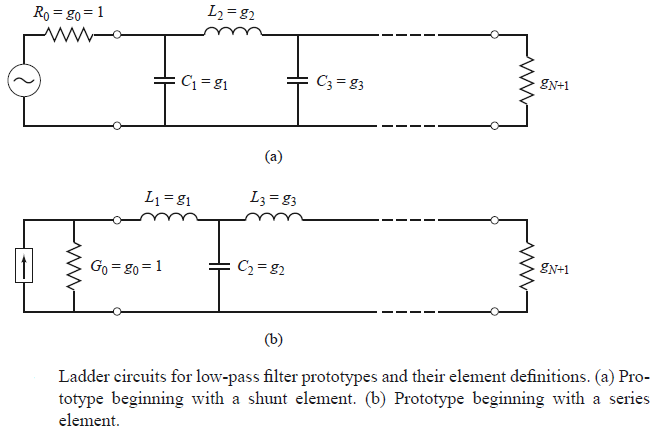 R₀ = g₀ = 1
L₂ = g₂
C₁ = g₁
C₃ = g₃
gN+1
(a)
L₁ = g₁
L₃ = g₃
G₀ = g₀ = 1
C₂ = g₂
gN+1
(b)
Ladder circuits for low-pass filter prototypes and their element definitions. (a) Pro-
totype beginning with a shunt element. (b) Prototype beginning with a series
element.